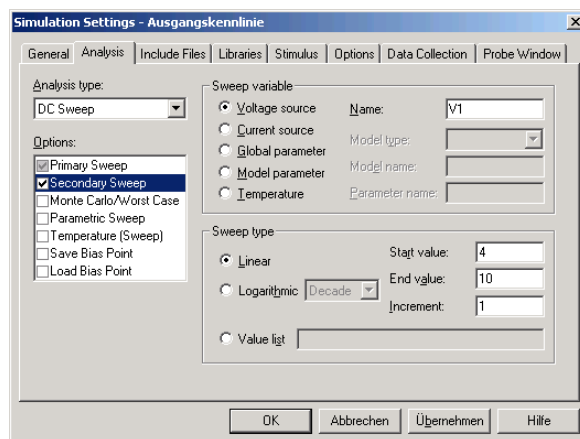 Simulation Settings - Ausgangskennlinie
General Analysis Include Files Libraries Stimulus Options Data Collection Probe Window
Analysis type:
DC Sweep
Options:
Primary Sweep
Secondary Sweep
Monte Carlo/Worst Case
Parametric Sweep
Temperature (Sweep)
Save Bias Point
Load Bias Point
Sweep variable
Voltage source
Current source
Global parameter
Model parameter
Temperature
Name: V1
Model type:
Model name:
Parameter name:
Sweep type
Linear
Logarithmic Decade
Value list
Start value: 4
End value: 10
Increment: 1
OK Abbrechen Übernehmen Hilfe